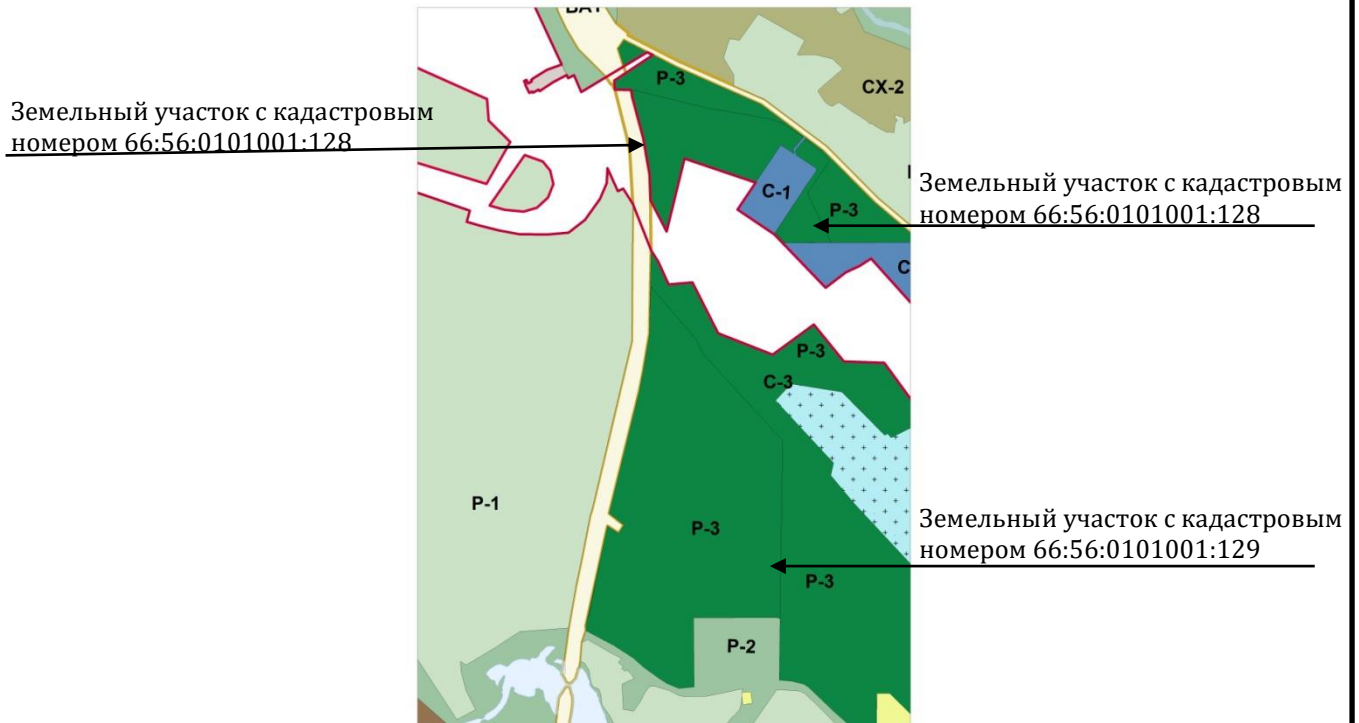 Земельный участок с кадастровым
номером 66:56:0101001:128
Р-3
СХ-2
С-1
Р-3
Земельный участок с кадастровым
номером 66:56:0101001:128
Р-3
С-3
Р-1
Р-3
Земельный участок с кадастровым
номером 66:56:0101001:129
Р-3
Р-2